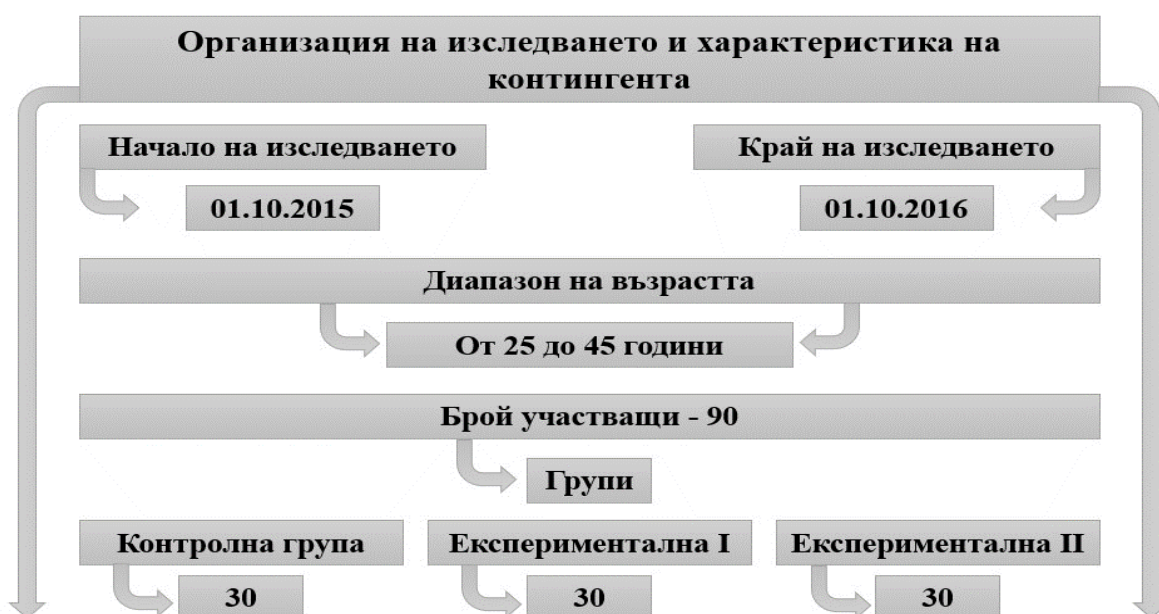 Организация на изследването и характеристика на
контингента
Начало на изследването
Край на изследването
01.10.2015
01.10.2016
Диапазон на възрастта
От 25 до 45 години
Брой участващи - 90
Групи
Контролна група
Експериментална I
Експериментална II
30
30
30